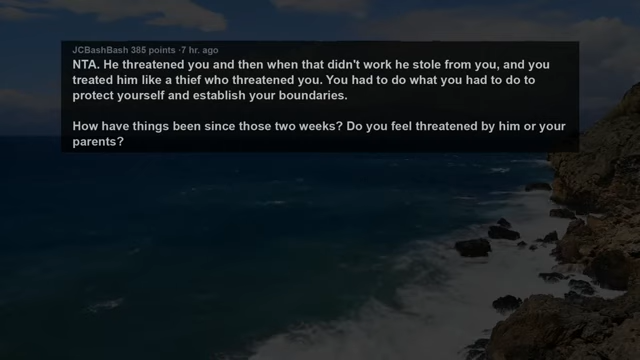 JCBashBash 385 points ·7 hr. ago
NTA. He threatened you and then when that didn't work he stole from you, and you
treated him like a thief who threatened you. You had to do what you had to do to
protect yourself and establish your boundaries.
How have things been since those two weeks? Do you feel threatened by him or your
parents?